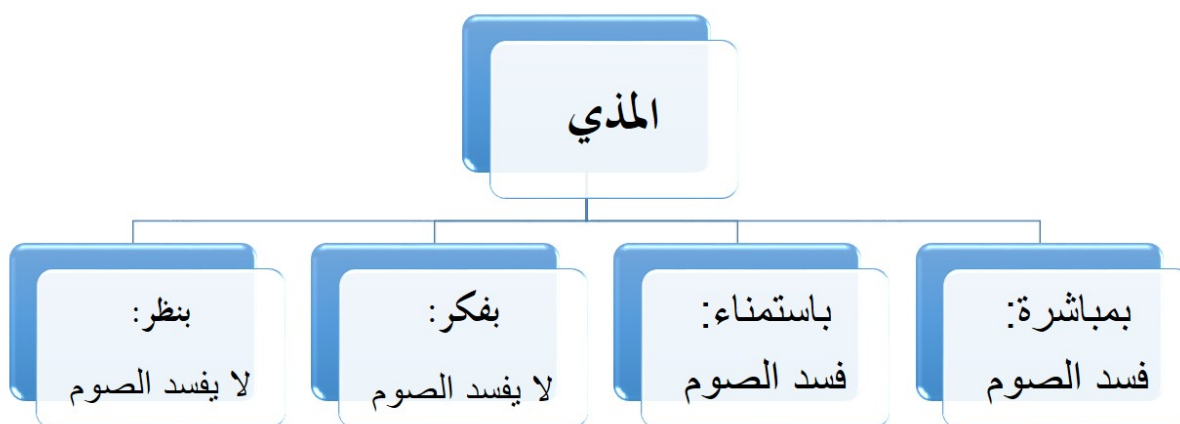 المذي
بمباشرة:
فسد الصوم
باستمناء:
فسد الصوم
بفكر:
لا يفسد الصوم
بنظر:
لا يفسد الصوم